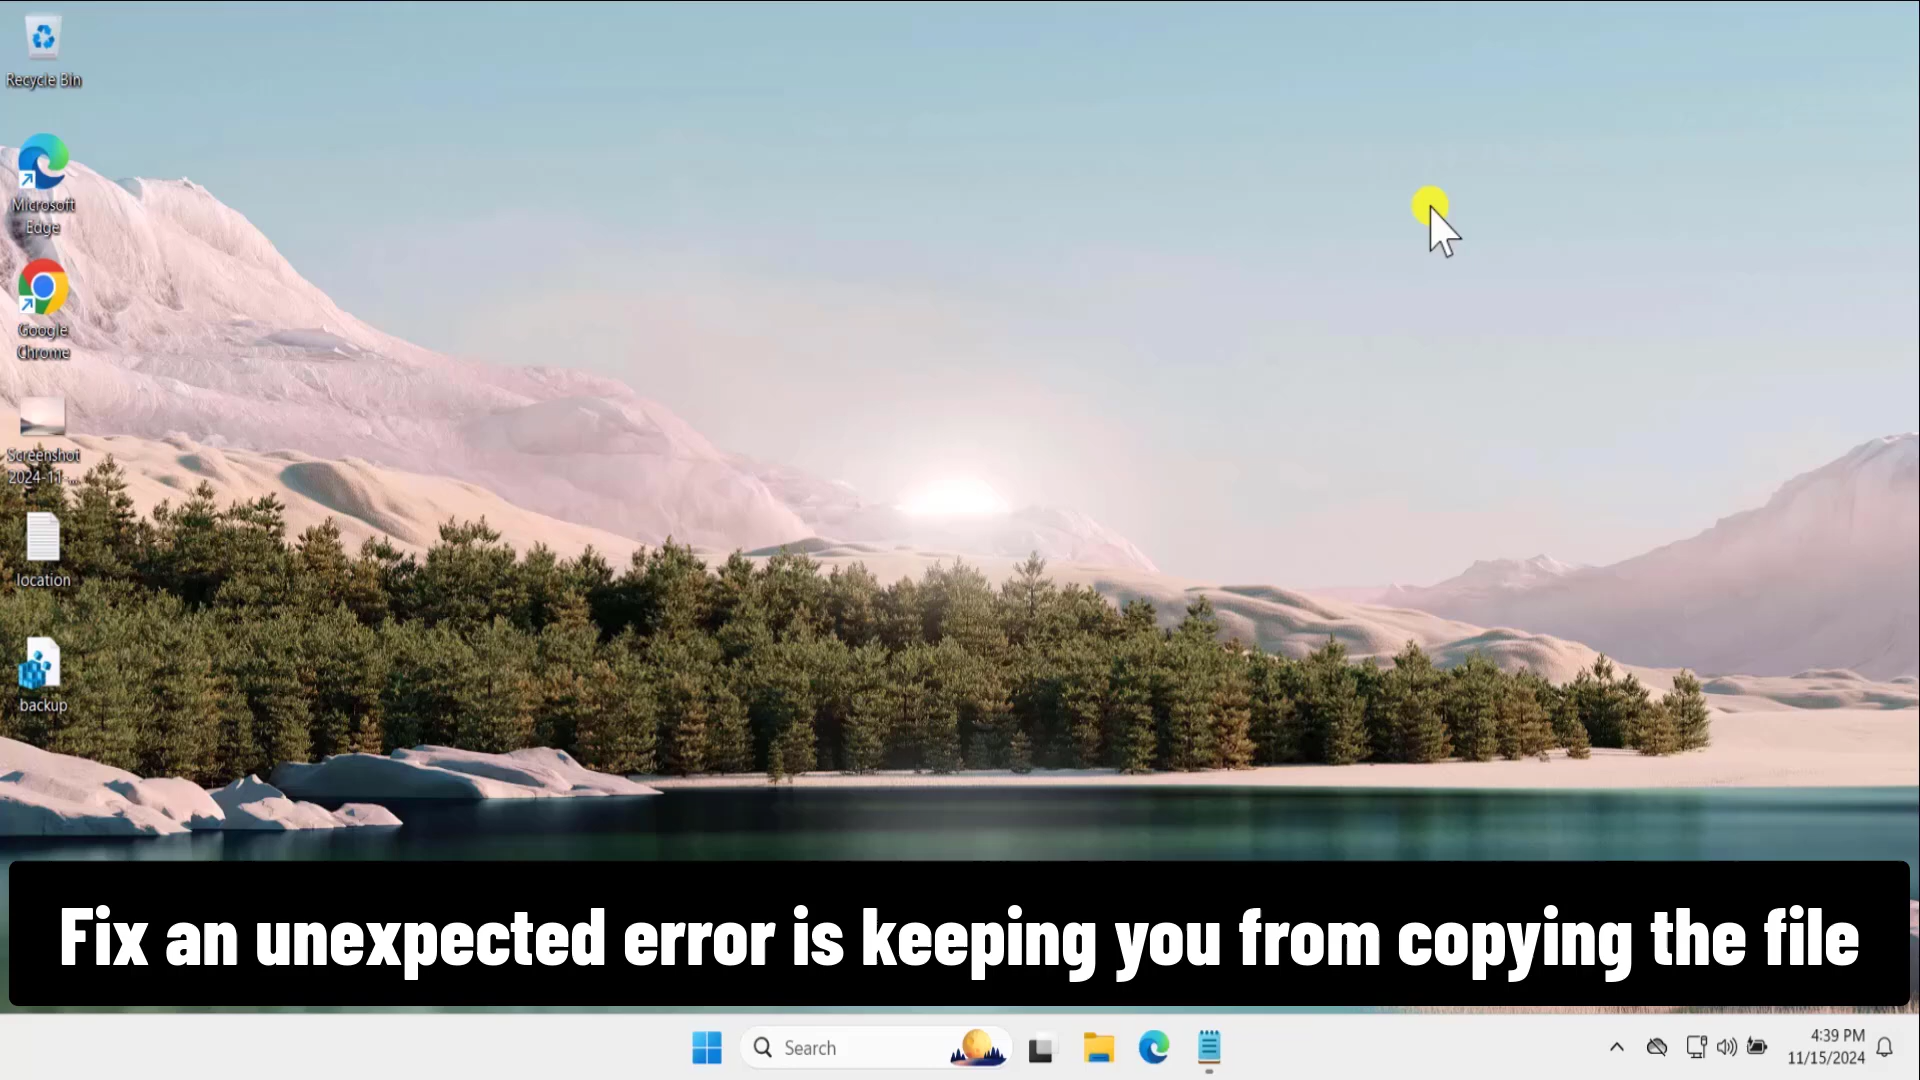 Recycle Bin
Microsoft
Edge
Google
Chrome
Screenshot
2024-11-...
location
backup
Fix an unexpected error is keeping you from copying the file
Search
4:39 PM
11/15/2024